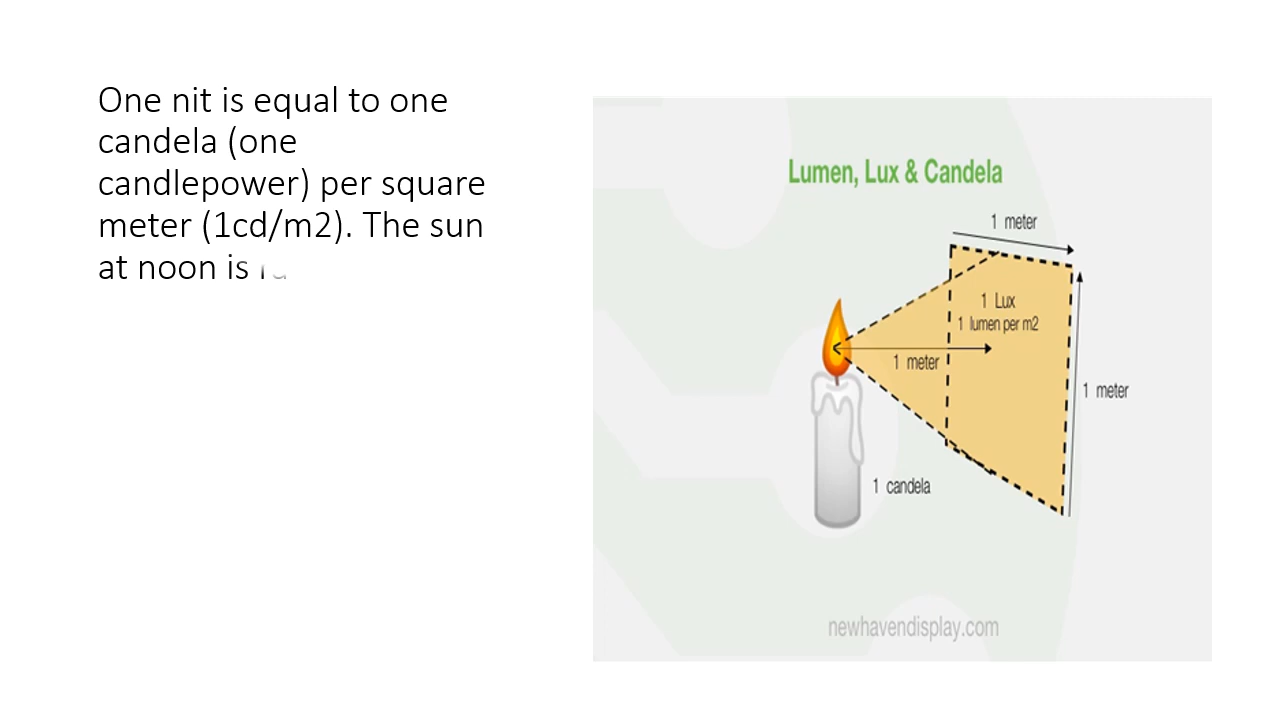 One nit is equal to one
candela (one
candlepower) per square
meter (1cd/m2). The sun
at noon is
Lumen, Lux & Candela
1 meter
1 Lux
1 lumen per m2
1 meter
1 meter
1 candela
newhavendisplay.com